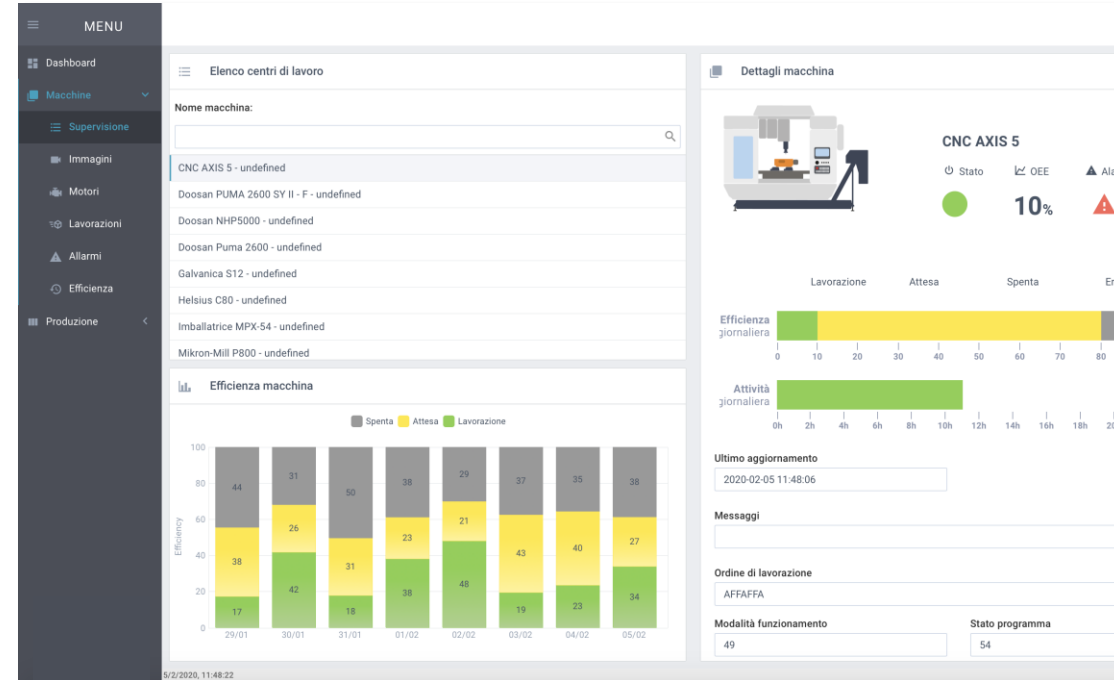 MENU
Dashboard
Macchine
Supervisione
Immagini
Motori
Lavorazioni
Allarmi
Efficienza
Produzione
Elenco centri di lavoro
Nome macchina:
CNC AXIS 5 - undefined
Doosan PUMA 2600 SY II - F - undefined
Doosan NHP5000 - undefined
Doosan Puma 2600 - undefined
Galvanica S12 - undefined
Helsius C80 - undefined
Imballatrice MPX-54 - undefined
Mikron-Mill P800 - undefined
Efficienza macchina
Spenta Attesa Lavorazione
Efficiency
100
80
60
40
20
0
44 31 50 38 29 37 35 38
38 26 31 23 21 43 40 27
17 42 18 38 48 19 23 34
29/01 30/01 31/01 01/02 02/02 03/02 04/02 05/02
Dettagli macchina
CNC AXIS 5
Stato OEE Ala
10%
Lavorazione Attesa Spenta Er
Efficienza
giornaliera
0 10 20 30 40 50 60 70 80
Attività
giornaliera
0h 2h 4h 6h 8h 10h 12h 14h 16h 18h 20
Ultimo aggiornamento
2020-02-05 11:48:06
Messaggi
Ordine di lavorazione
AFFAFFA
Modalità funzionamento Stato programma
49 54
5/2/2020, 11:48:22